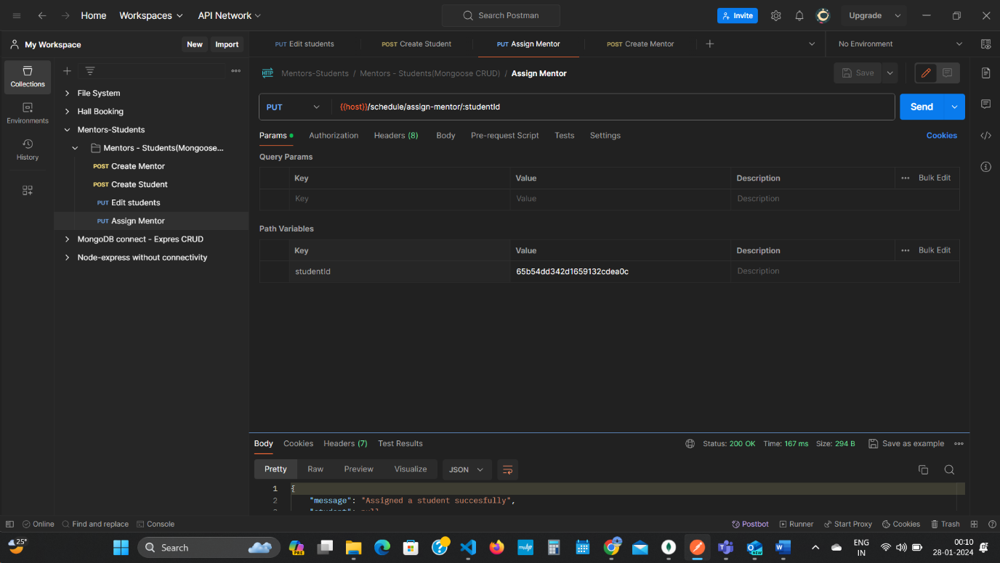 Home Workspaces API Network Search Postman Invite Upgrade
My Workspace New Import PUT Edit students POST Create Student PUT Assign Mentor POST Create Mentor No Environment
Collections
Environments
History
File System
Hall Booking
Mentors-Students
Mentors - Students(Mongoose...
POST Create Mentor
POST Create Student
PUT Edit students
PUT Assign Mentor
MongoDB connect - Expres CRUD
Node-express without connectivity
HTTP Mentors-Students / Mentors - Students(Mongoose CRUD) / Assign Mentor Save
PUT {{host}}/schedule/assign-mentor/:studentId Send
Params Authorization Headers (8) Body Pre-request Script Tests Settings Cookies
Query Params
Key Value Description Bulk Edit
Key Value Description
Path Variables
Key Value Description Bulk Edit
studentId 65b54dd342d1659132cdea0c Description
Body Cookies Headers (7) Test Results Status: 200 OK Time: 167 ms Size: 294 B Save as example
Pretty Raw Preview Visualize JSON
1 {
2 "message": "Assigned a student succesfully",
"student": null
Online Find and replace Console Postbot Runner Start Proxy Cookies Trash
25° Search PRE myhp NEW ENG IN 00:10 28-01-2024